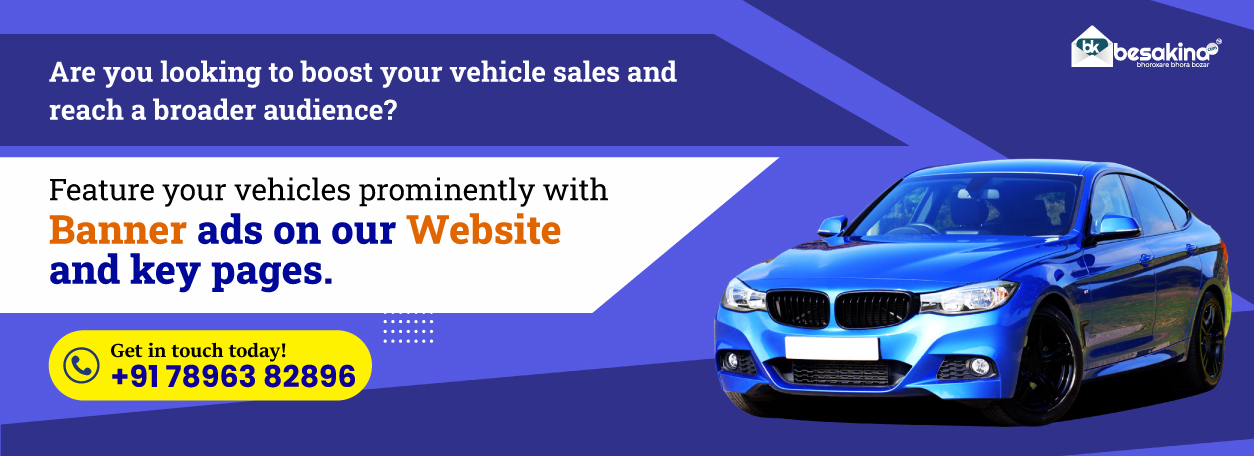 Are you looking to boost your vehicle sales and
reach a broader audience?
Feature your vehicles prominently with
Banner ads on our Website
and key pages.
Get in touch today!
+91 78963 82896
bk besakina.com
bhoroxare bhora bozar